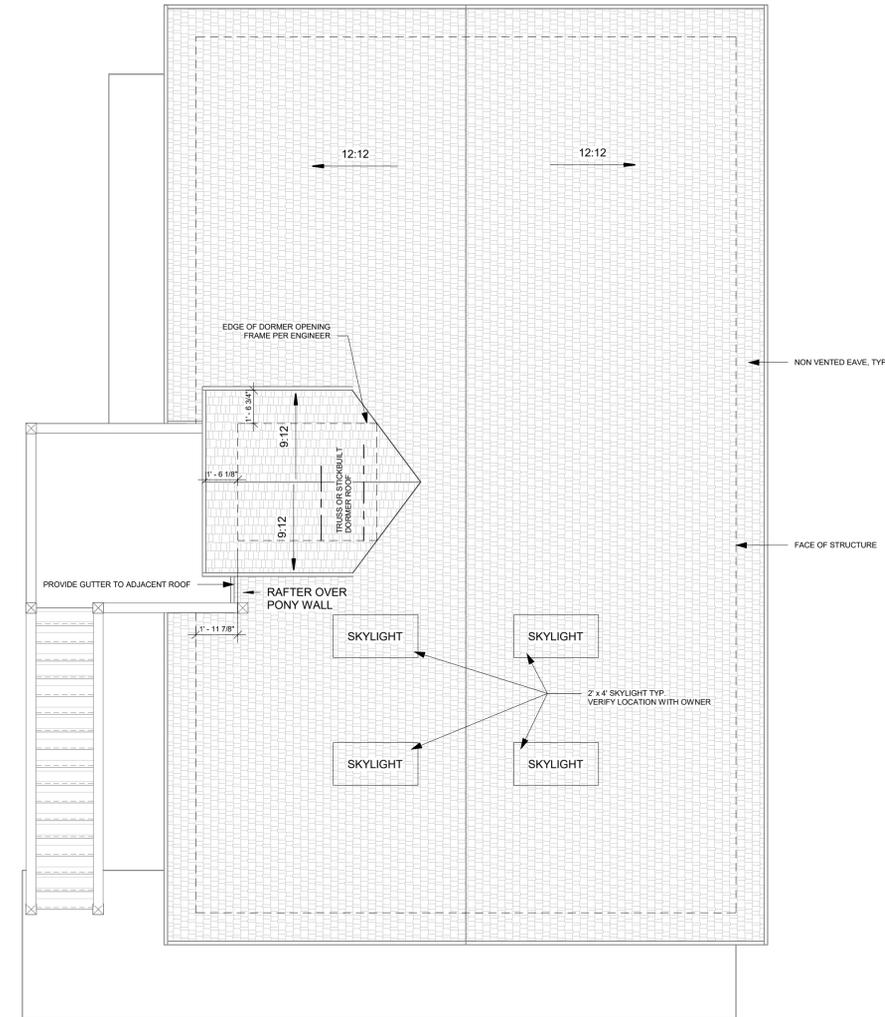 12:12
12:12
EDGE OF DORMER OPENING
FRAME PER ENGINEER
NON VENTED EAVE, TYP
1' - 6 3/4"
9:12
1' - 6 1/8"
TRUSS OR STICKBUILT
DORMER ROOF
9:12
FACE OF STRUCTURE
PROVIDE GUTTER TO ADJACENT ROOF
RAFTER OVER
PONY WALL
1' - 11 7/8"
SKYLIGHT
SKYLIGHT
2' x 4' SKYLIGHT TYP.
VERIFY LOCATION WITH OWNER
SKYLIGHT
SKYLIGHT